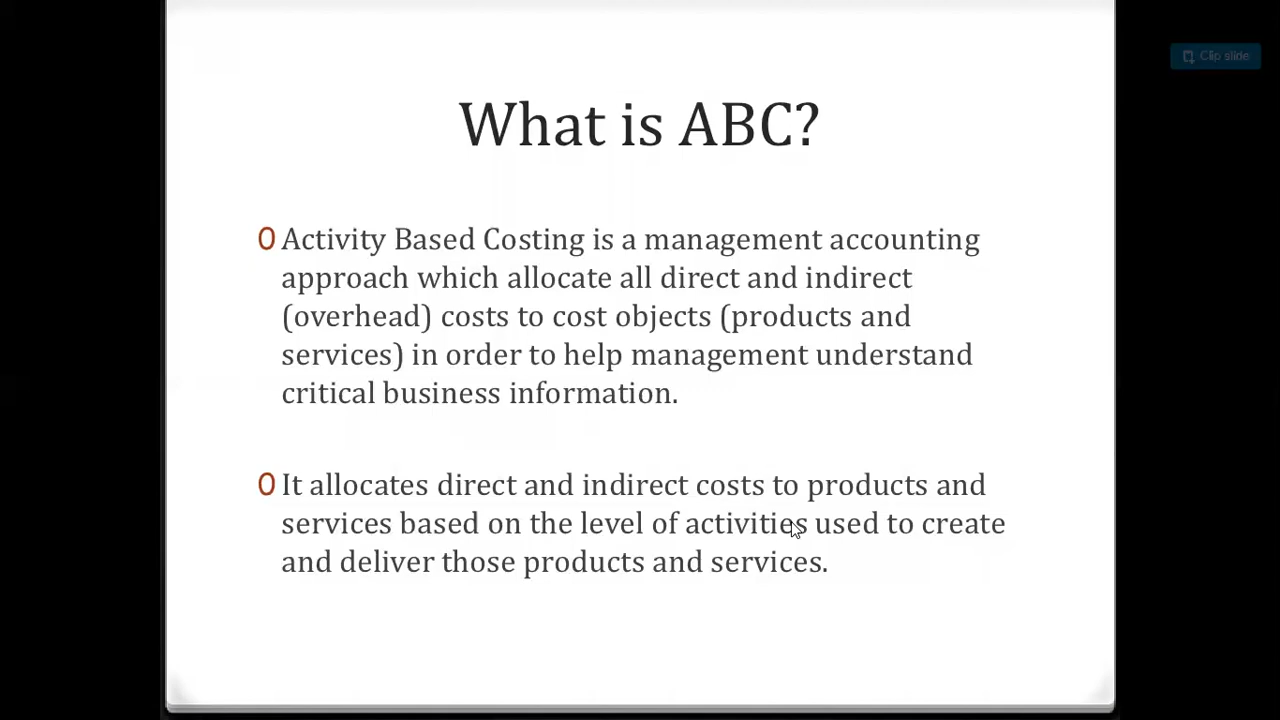 Clip slide
What is ABC?
O Activity Based Costing is a management accounting
approach which allocate all direct and indirect
(overhead) costs to cost objects (products and
services) in order to help management understand
critical business information.
O It allocates direct and indirect costs to products and
services based on the level of activities used to create
and deliver those products and services.